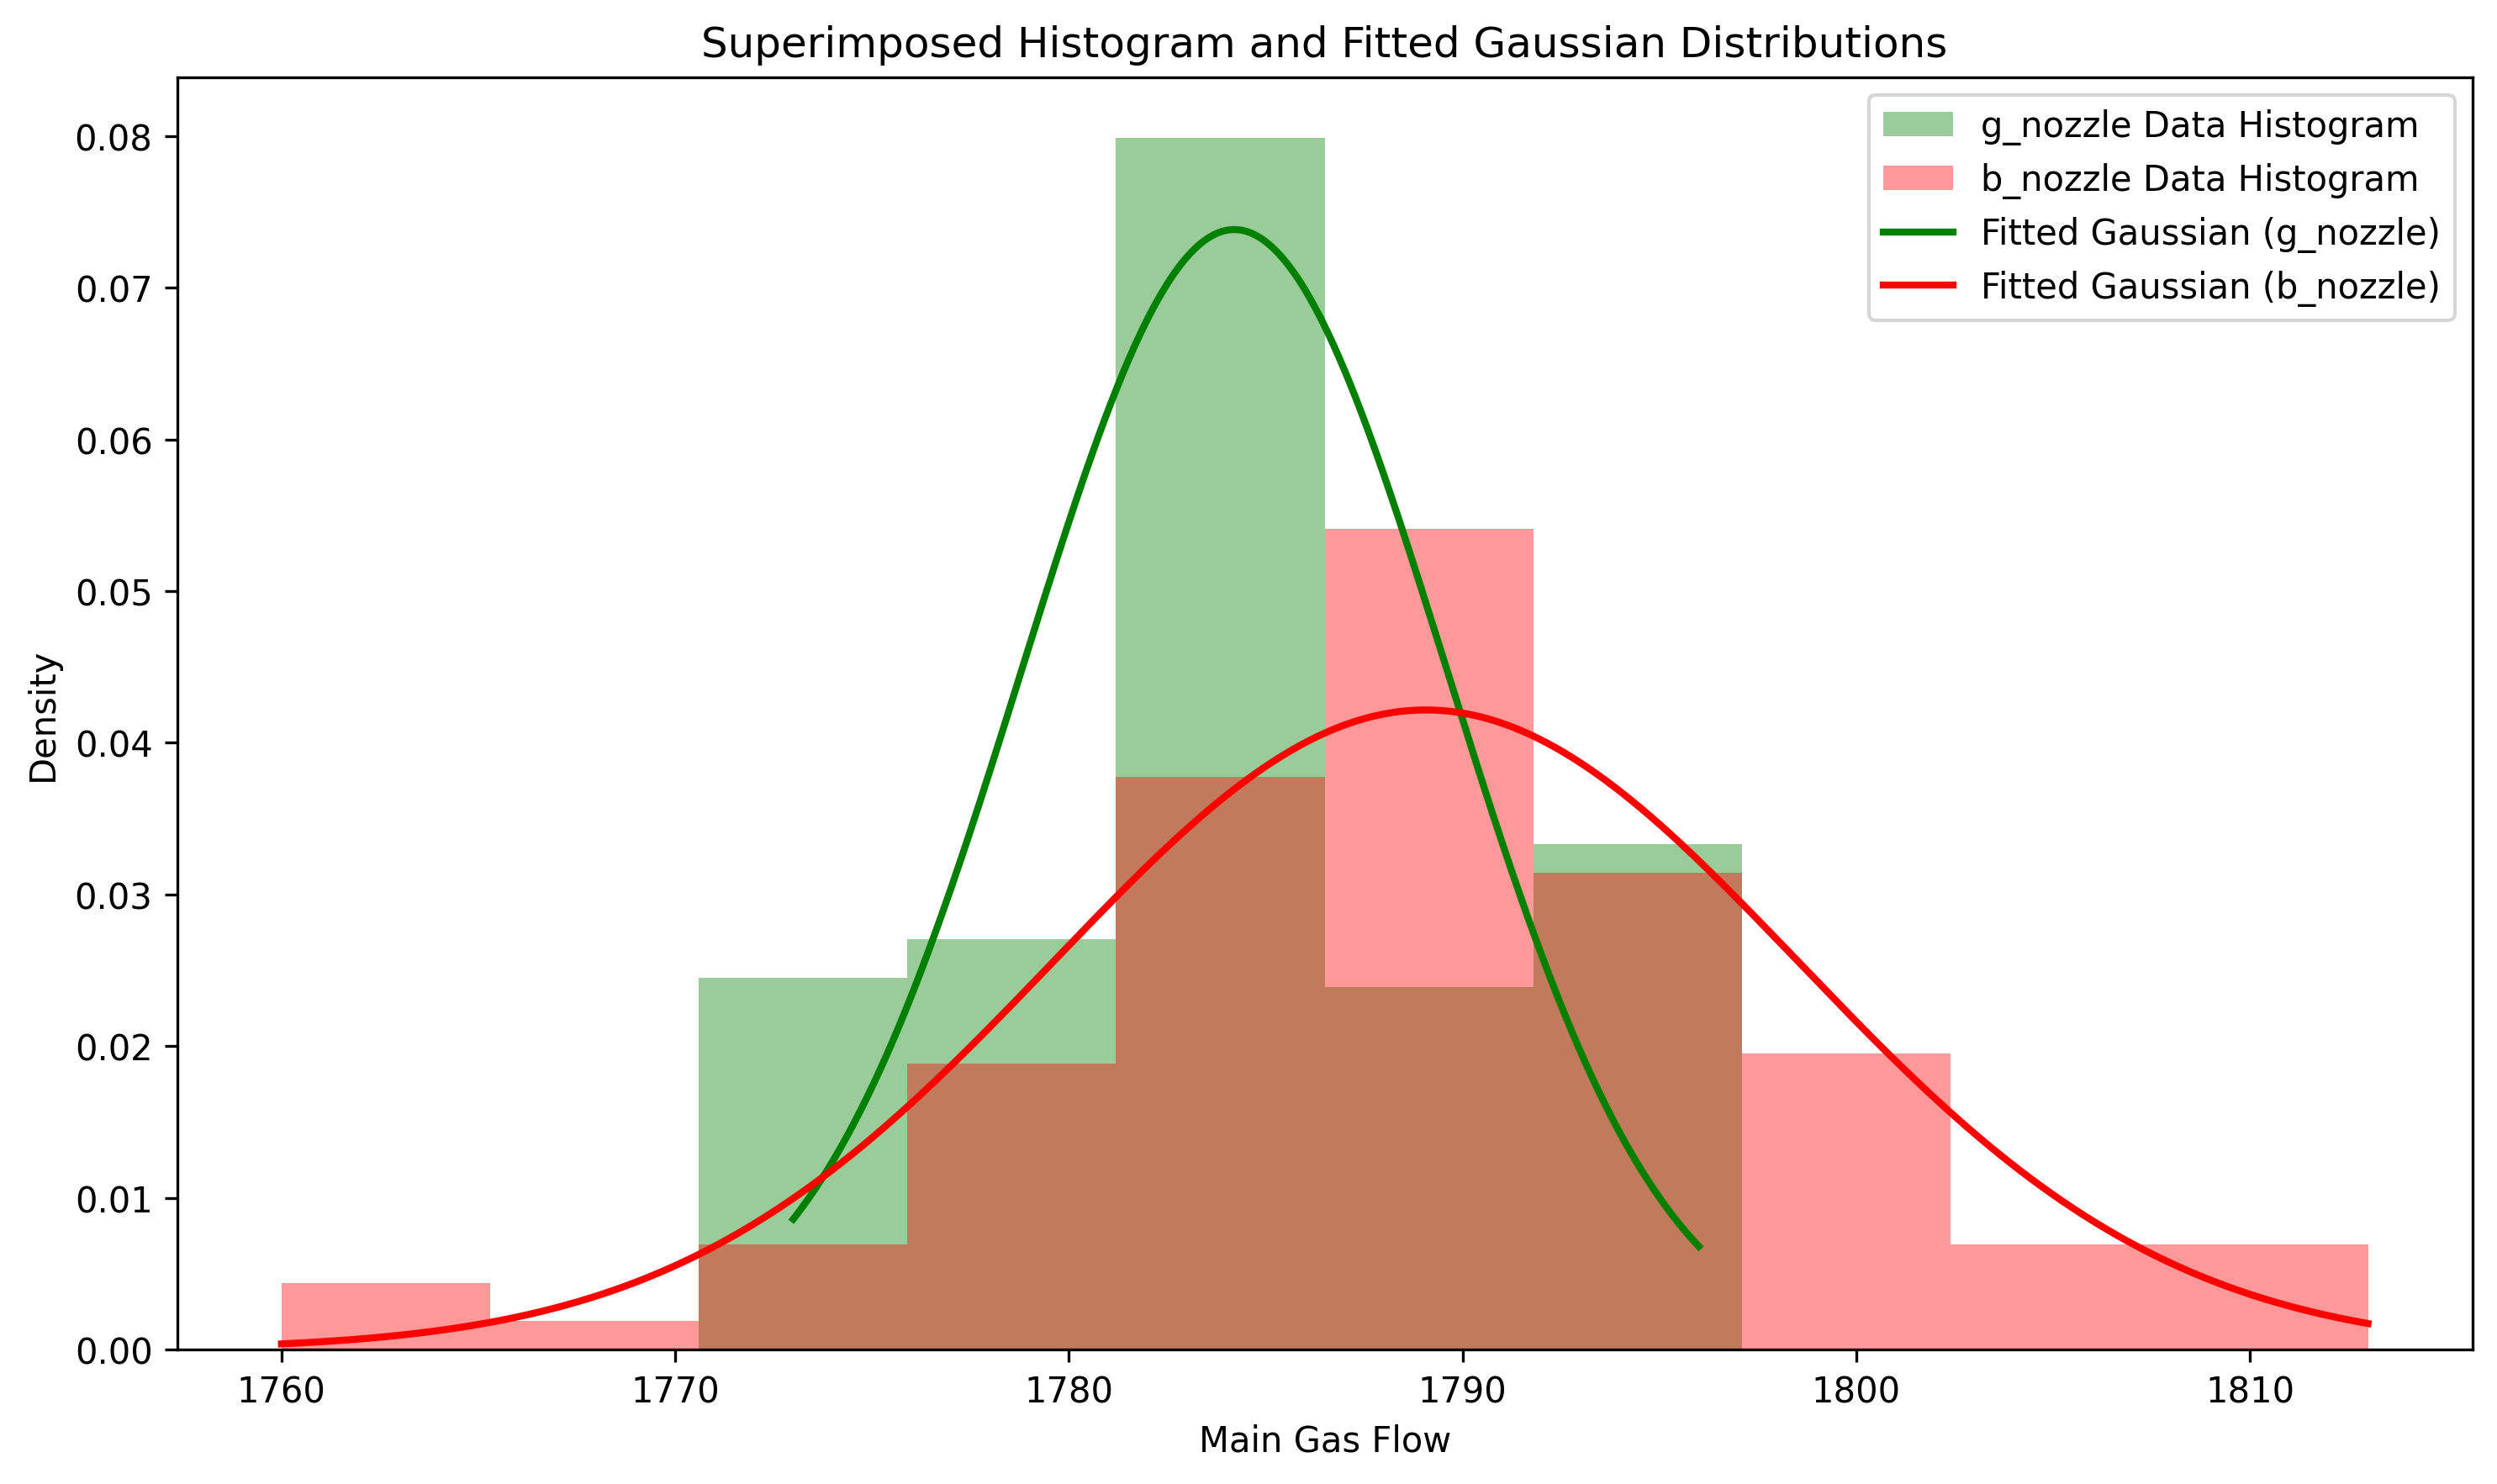 Superimposed Histogram and Fitted Gaussian Distributions
g_nozzle Data Histogram
b_nozzle Data Histogram
Fitted Gaussian (g_nozzle)
Fitted Gaussian (b_nozzle)
0.08
0.07
0.06
0.05
0.04
0.03
0.02
0.01
0.00
Density
1760 1770 1780 1790 1800 1810
Main Gas Flow